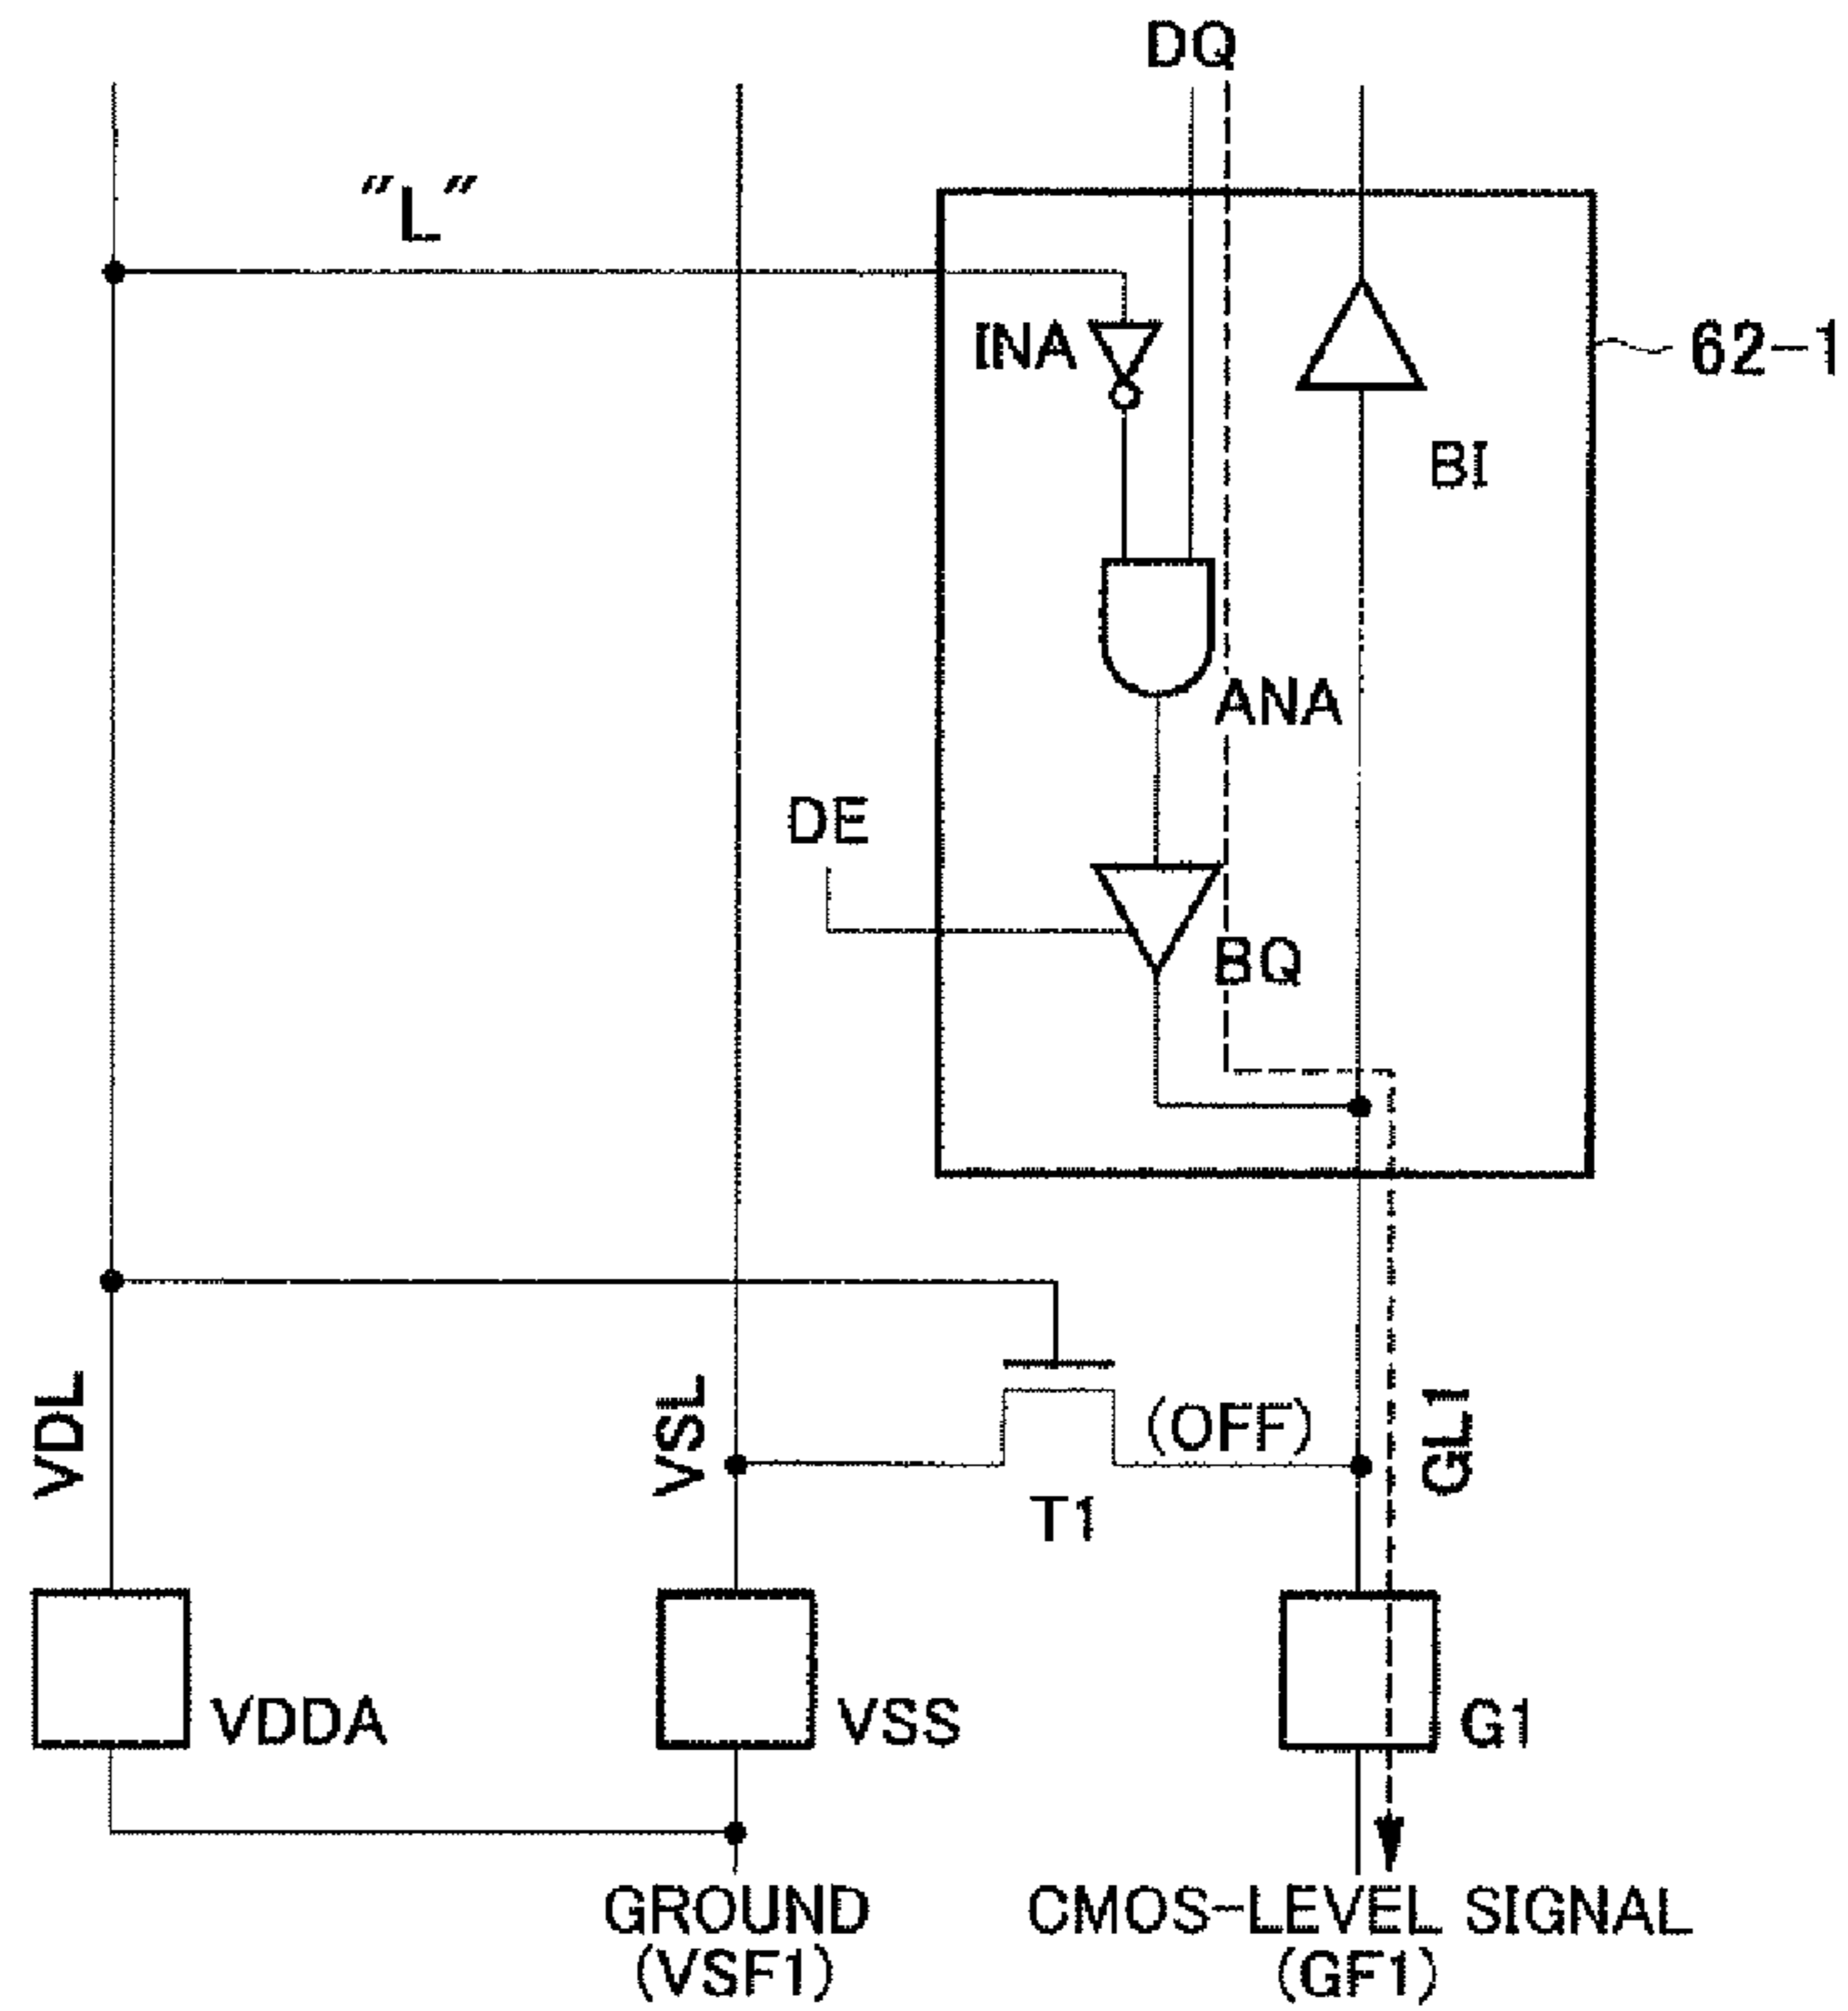 DQ
"L"
INA
62-1
BI
ANA
DE
BQ
VDL
VSL
(OFF)
GL1
T1
VDDA
VSS
G1
GROUND
(VSF1)
CMOS-LEVEL SIGNAL
(GF1)